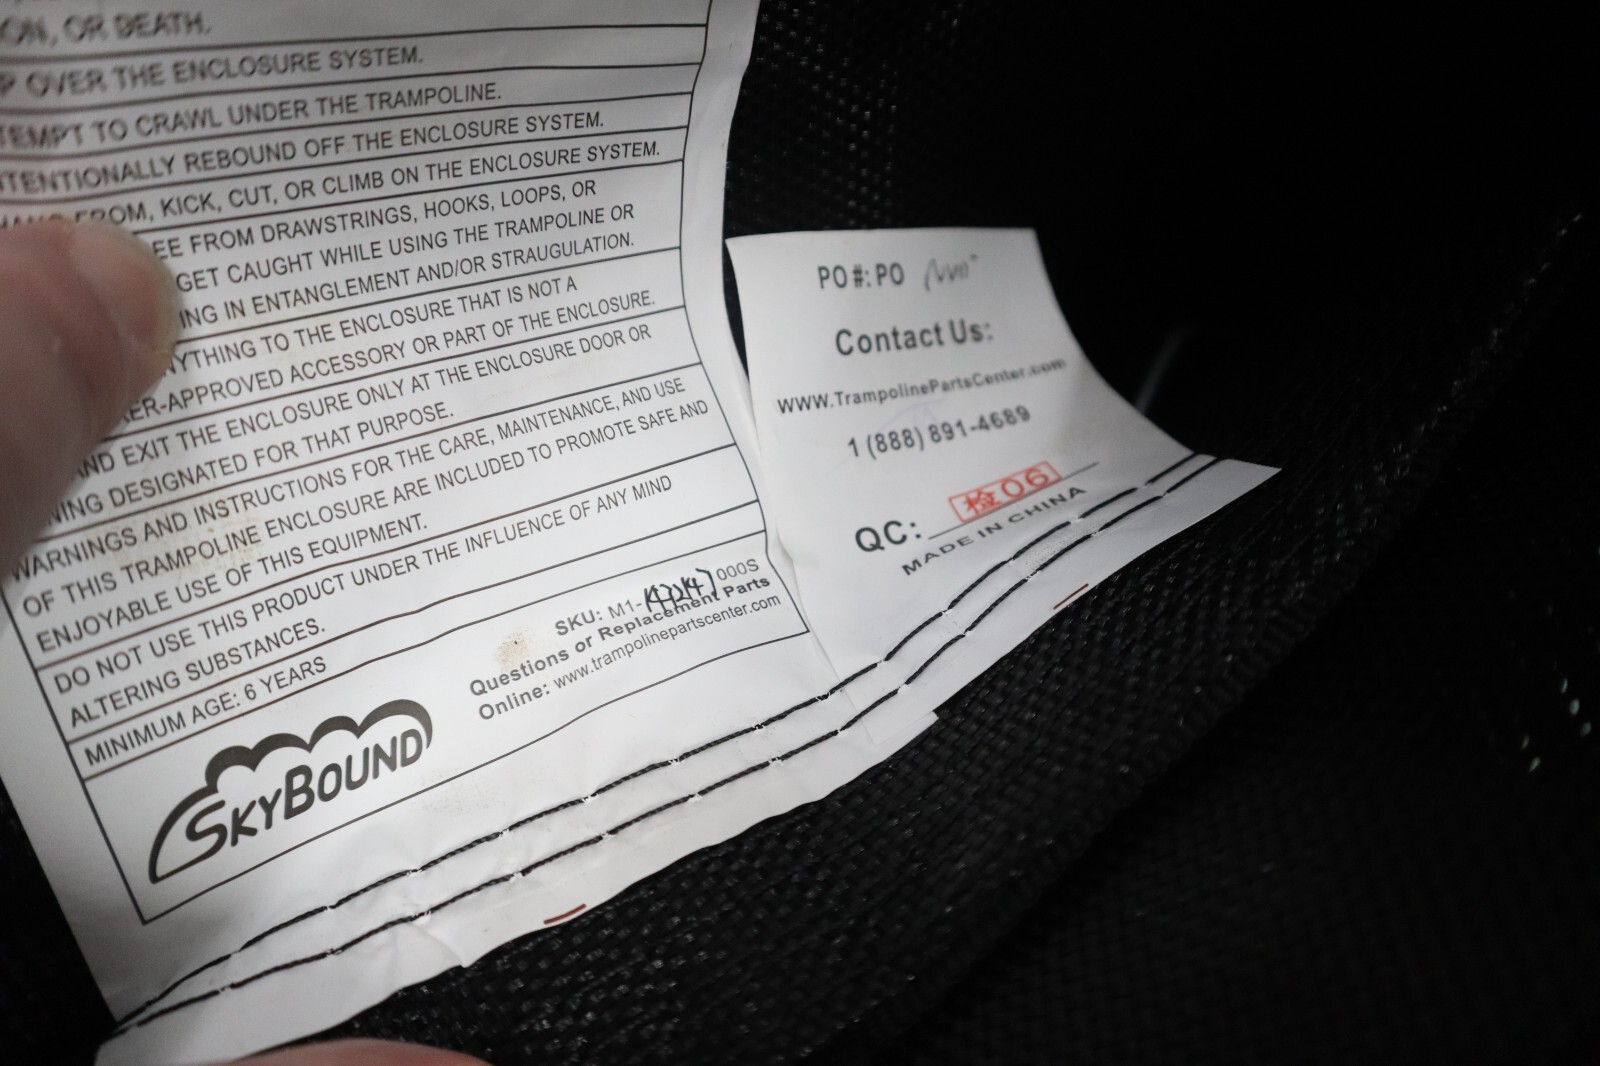 ON, OR DEATH.
P OVER THE ENCLOSURE SYSTEM.
TEMPT TO CRAWL UNDER THE TRAMPOLINE.
TENTIONALLY REBOUND OFF THE ENCLOSURE SYSTEM.
FROM, KICK, CUT, OR CLIMB ON THE ENCLOSURE SYSTEM.
EE FROM DRAWSTRINGS, HOOKS, LOOPS, OR
GET CAUGHT WHILE USING THE TRAMPOLINE OR
ING IN ENTANGLEMENT AND/OR STRAUGULATION.
NYTHING TO THE ENCLOSURE THAT IS NOT A
ER-APPROVED ACCESSORY OR PART OF THE ENCLOSURE.
AND EXIT THE ENCLOSURE ONLY AT THE ENCLOSURE DOOR OR
NING DESIGNATED FOR THAT PURPOSE.
WARNINGS AND INSTRUCTIONS FOR THE CARE, MAINTENANCE, AND USE
OF THIS TRAMPOLINE ENCLOSURE ARE INCLUDED TO PROMOTE SAFE AND
ENJOYABLE USE OF THIS EQUIPMENT.
DO NOT USE THIS PRODUCT UNDER THE INFLUENCE OF ANY MIND
ALTERING SUBSTANCES.
MINIMUM AGE: 6 YEARS
SKYBOUND
SKU: M1- 000S
Questions or Replacement Parts
Online: www.trampolinepartscenter.com
PO #: PO
Contact Us:
www.TrampolinePartsCenter.com
1 (888) 891-4689
QC: 检06
MADE IN CHINA